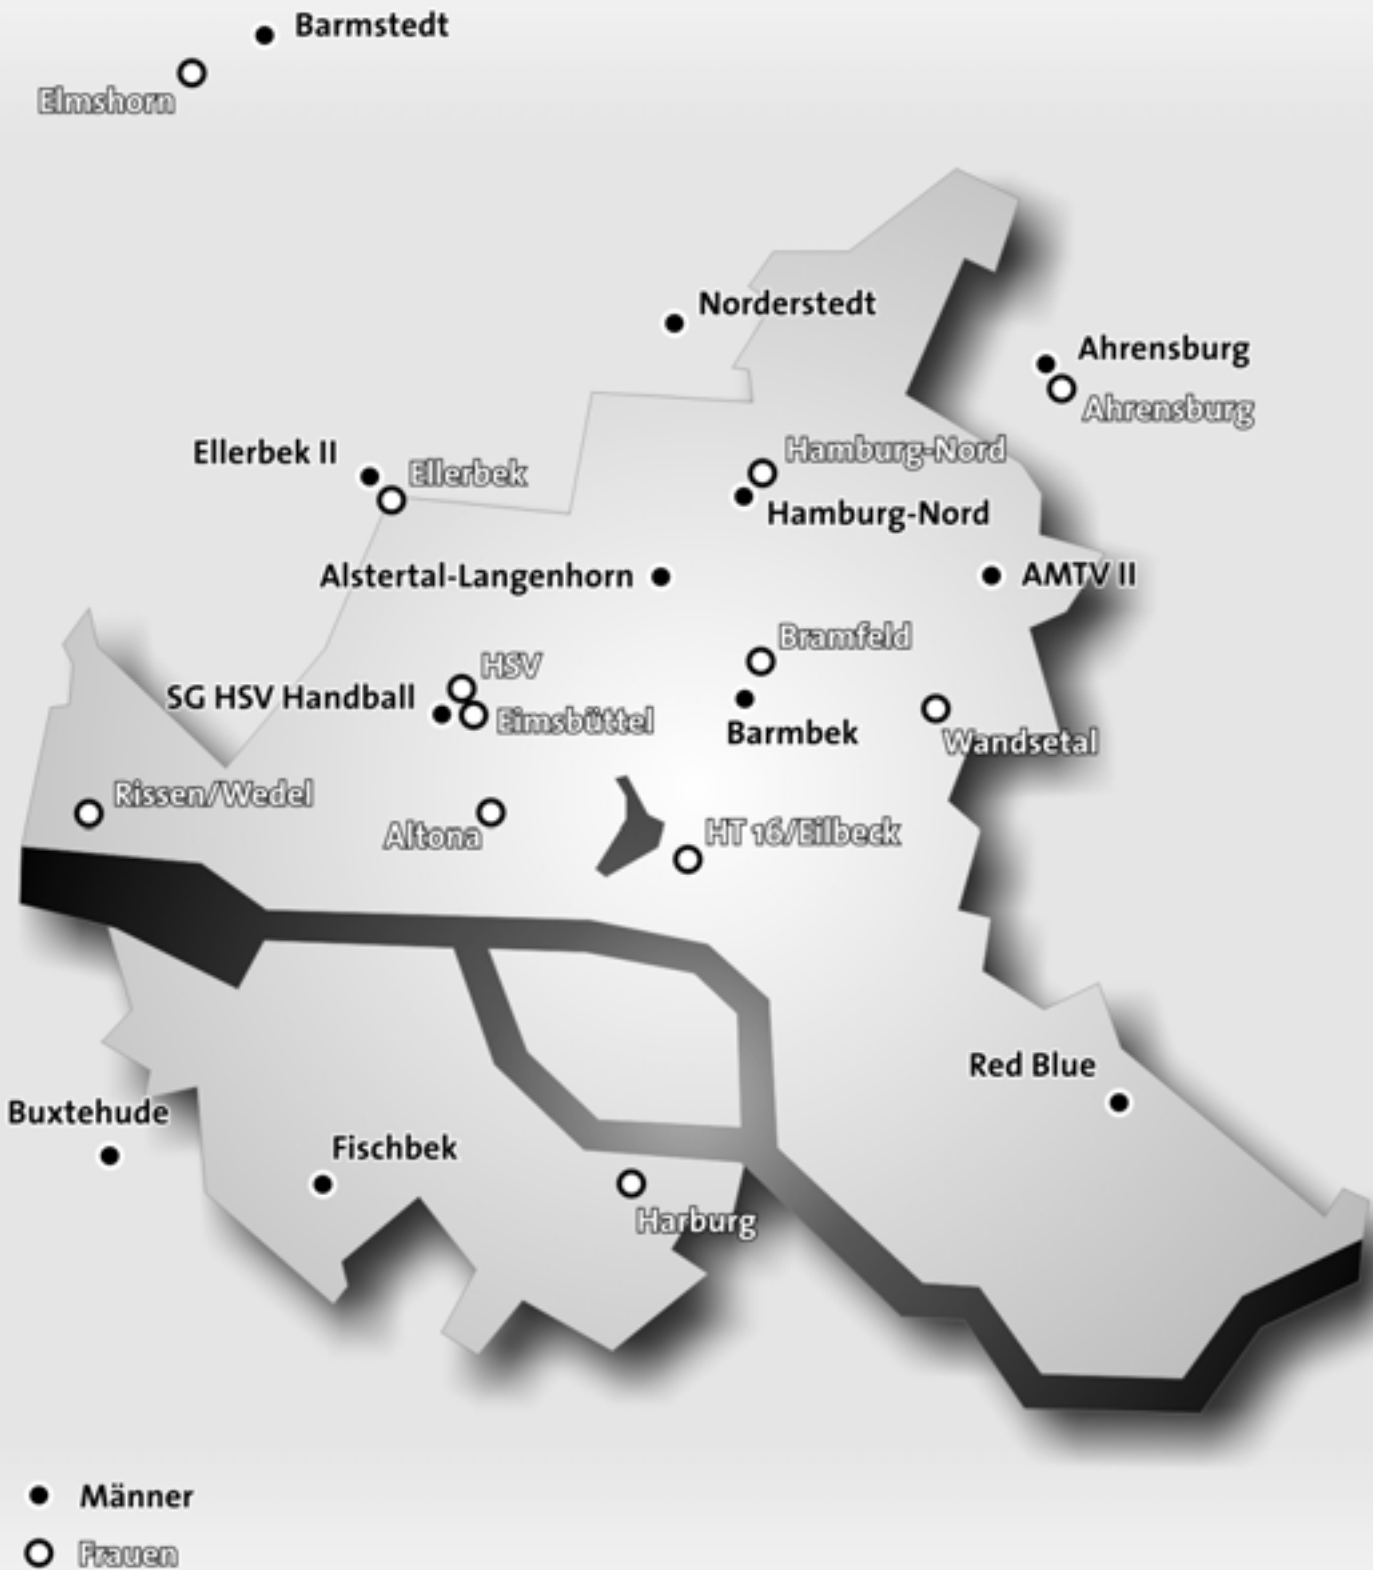 Barmstedt
Elmshorn
Norderstedt
Ahrensburg
Ahrensburg
Ellerbek II
Ellerbek
Hamburg-Nord
Hamburg-Nord
Alstertal-Langenhorn
AMTV II
Bramfeld
HSV
SG HSV Handball
Eimsbüttel
Barmbek
Wandsetal
Rissen/Wedel
Altona
HT 16/Eilbeck
Red Blue
Buxtehude
Fischbek
Harburg
Männer
Frauen